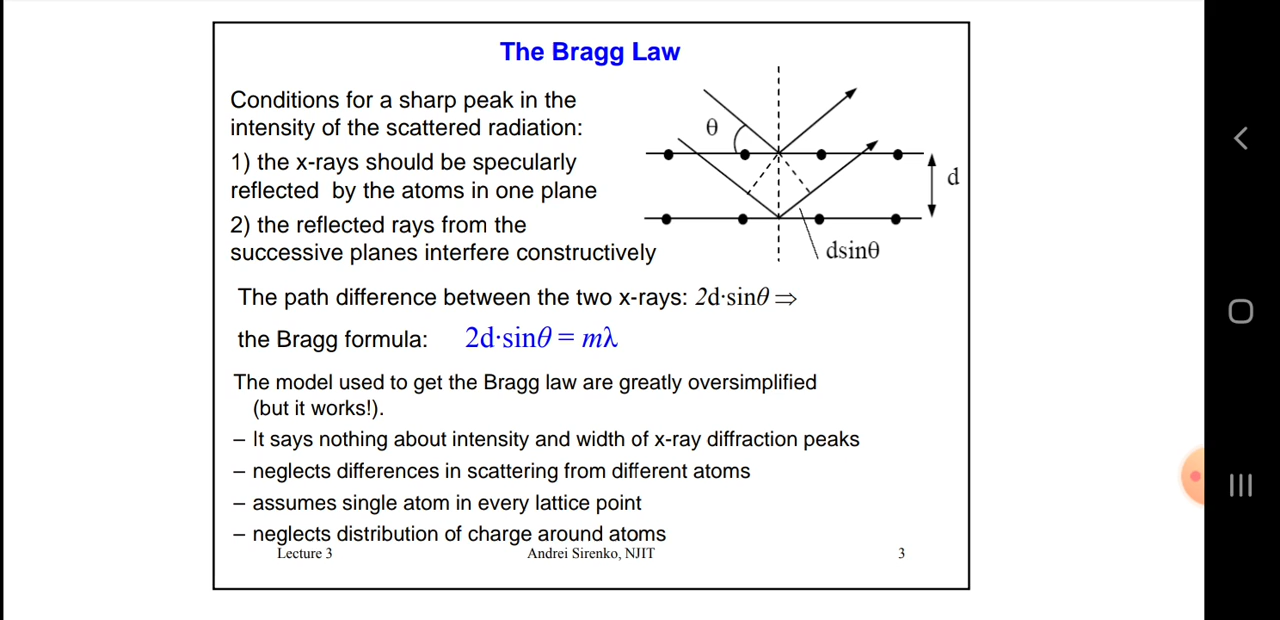 The Bragg Law
Conditions for a sharp peak in the
intensity of the scattered radiation:
1) the x-rays should be specularly
reflected by the atoms in one plane
2) the reflected rays from the
successive planes interfere constructively
θ
d
dsinθ
The path difference between the two x-rays: 2d·sinθ ⇒
the Bragg formula: 2d·sinθ = mλ
The model used to get the Bragg law are greatly oversimplified
(but it works!).
– It says nothing about intensity and width of x-ray diffraction peaks
– neglects differences in scattering from different atoms
– assumes single atom in every lattice point
– neglects distribution of charge around atoms
Lecture 3 Andrei Sirenko, NJIT 3